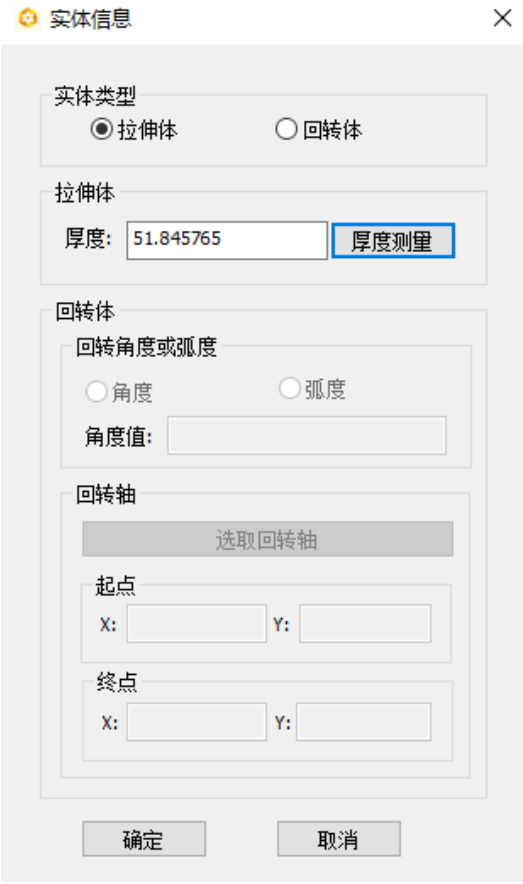 实体信息
实体类型
拉伸体 回转体
拉伸体
厚度: 51.845765 厚度测量
回转体
回转角度或弧度
角度 弧度
角度值:
回转轴
选取回转轴
起点
X: Y:
终点
X: Y:
确定 取消